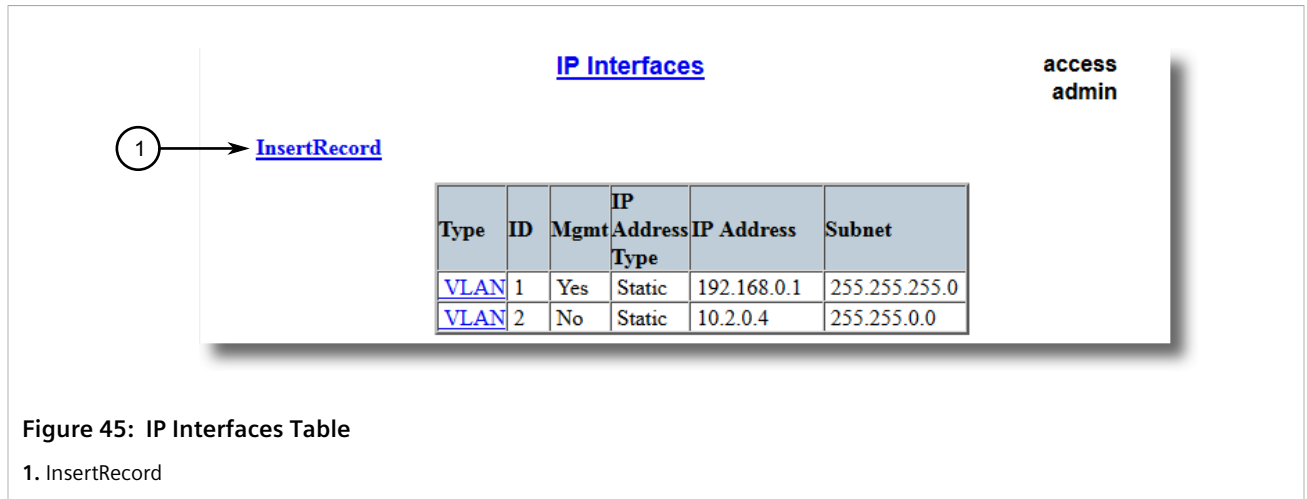 IP Interfaces
access
admin
1
InsertRecord
Type ID Mgmt IP Address Type IP Address Subnet
VLAN 1 Yes Static 192.168.0.1 255.255.255.0
VLAN 2 No Static 10.2.0.4 255.255.0.0
Figure 45: IP Interfaces Table
1. InsertRecord